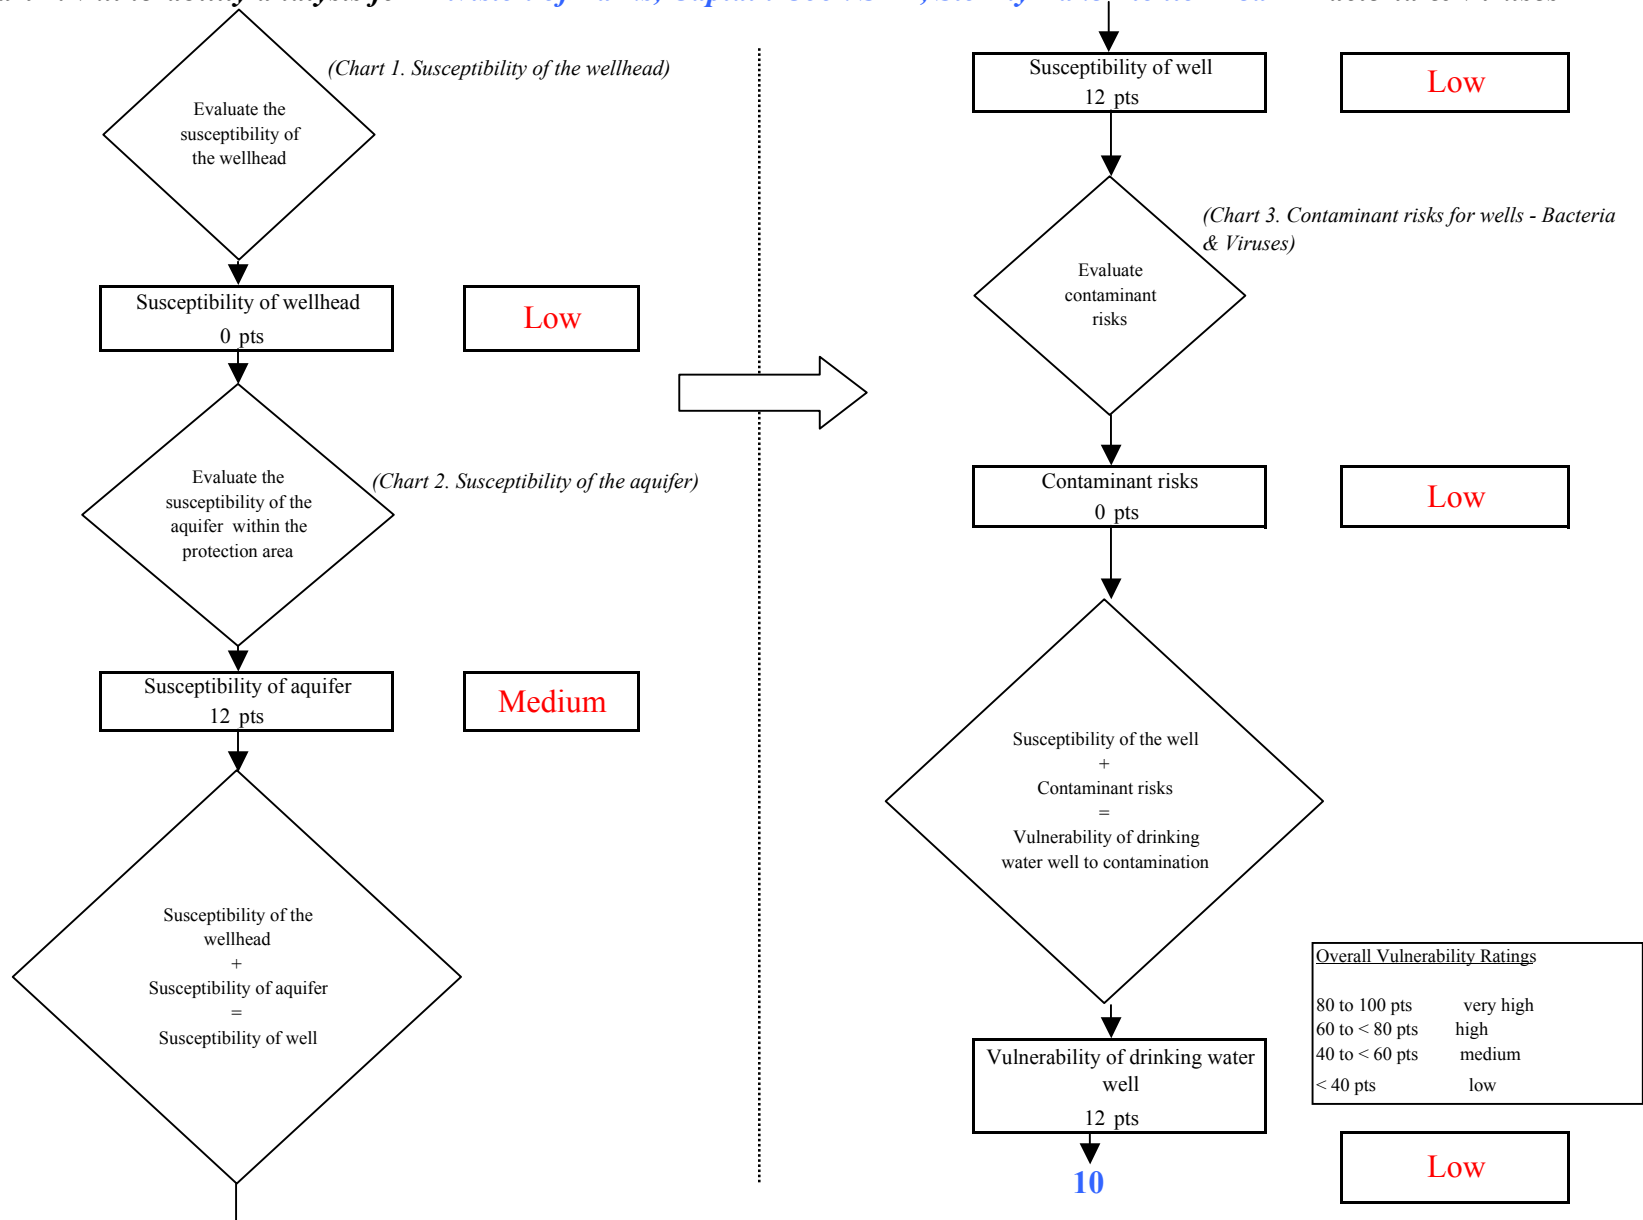 (Chart 1. Susceptibility of the wellhead)
Evaluate the
susceptibility of
the wellhead
Susceptibility of wellhead
0 pts
Low
Evaluate the
susceptibility of the
aquifer within the
protection area
(Chart 2. Susceptibility of the aquifer)
Susceptibility of aquifer
12 pts
Medium
Susceptibility of the
wellhead
+
Susceptibility of aquifer
=
Susceptibility of well
Susceptibility of well
12 pts
Low
(Chart 3. Contaminant risks for wells - Bacteria
& Viruses)
Evaluate
contaminant
risks
Contaminant risks
0 pts
Low
Susceptibility of the well
+
Contaminant risks
=
Vulnerability of drinking
water well to contamination
Overall Vulnerability Ratings
80 to 100 pts very high
60 to < 80 pts high
40 to < 60 pts medium
< 40 pts low
Vulnerability of drinking water
well
12 pts
10
Low